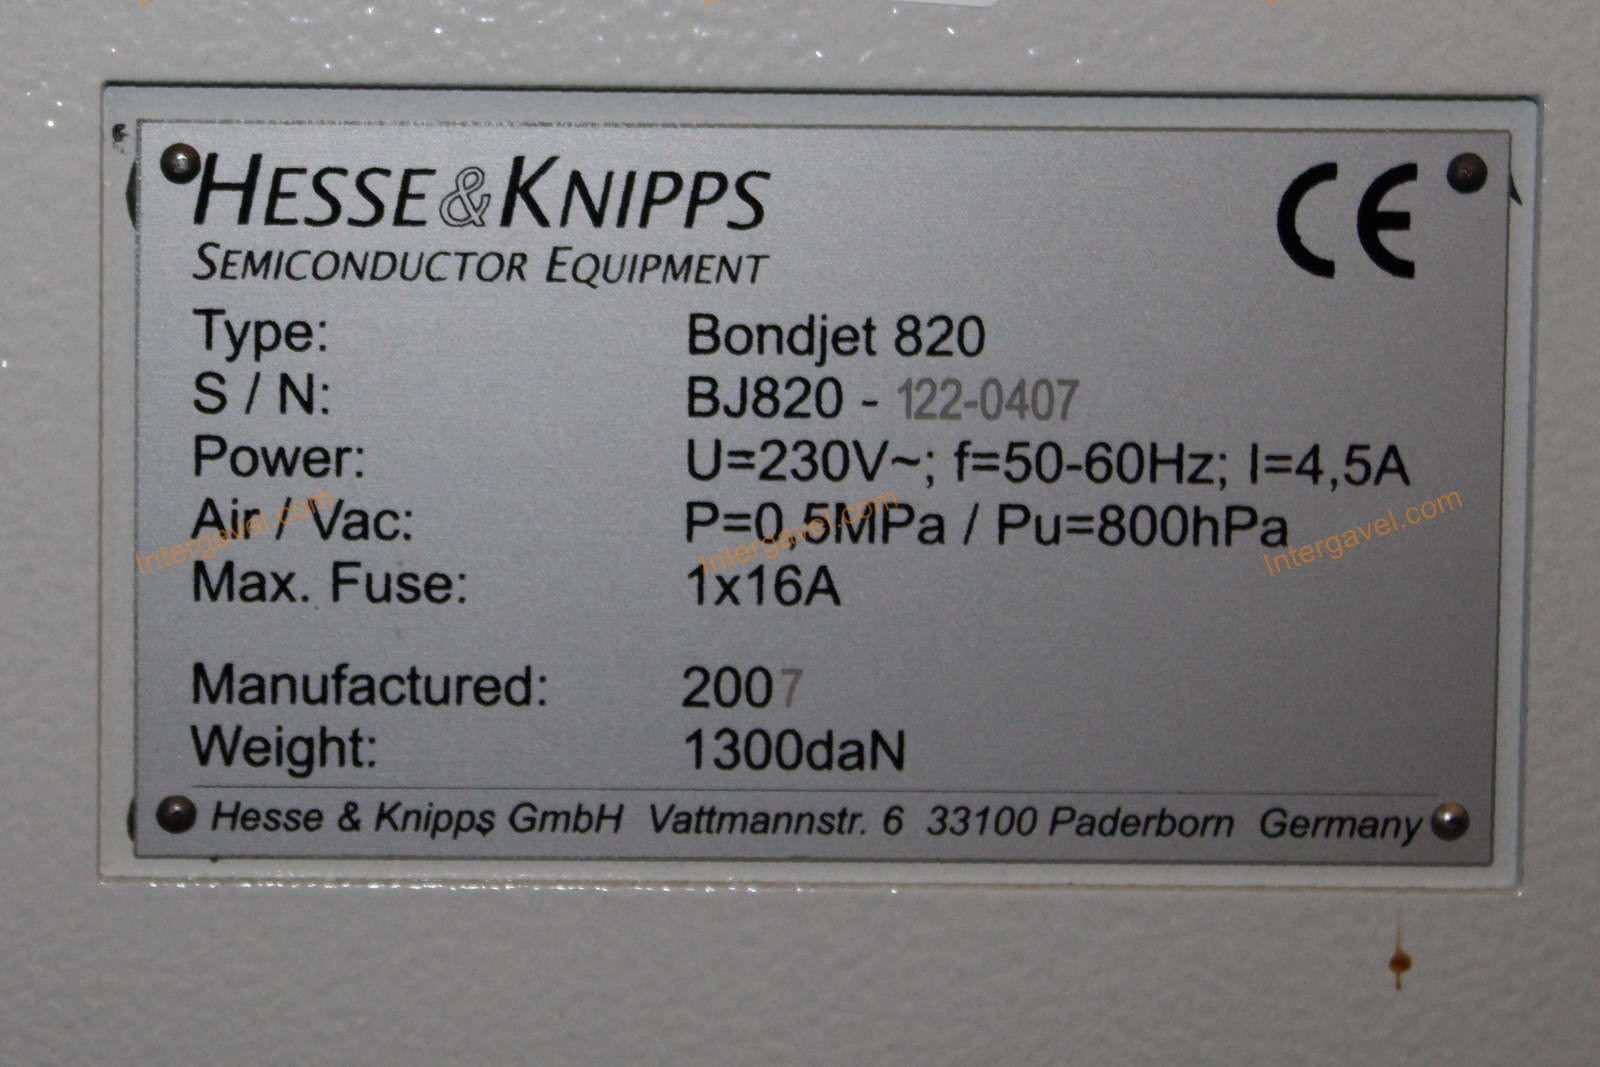 HESSE & KNIPPS
SEMICONDUCTOR EQUIPMENT
CE
Type: Bondjet 820
S / N: BJ820 - 122-0407
Power: U=230V~; f=50-60Hz; I=4,5A
Air / Vac: P=0,5MPa / Pu=800hPa
Max. Fuse: 1x16A
Manufactured: 2007
Weight: 1300daN
Hesse & Knipps GmbH Vattmannstr. 6 33100 Paderborn Germany
Intergavel.com Intergavel.com Intergavel.com